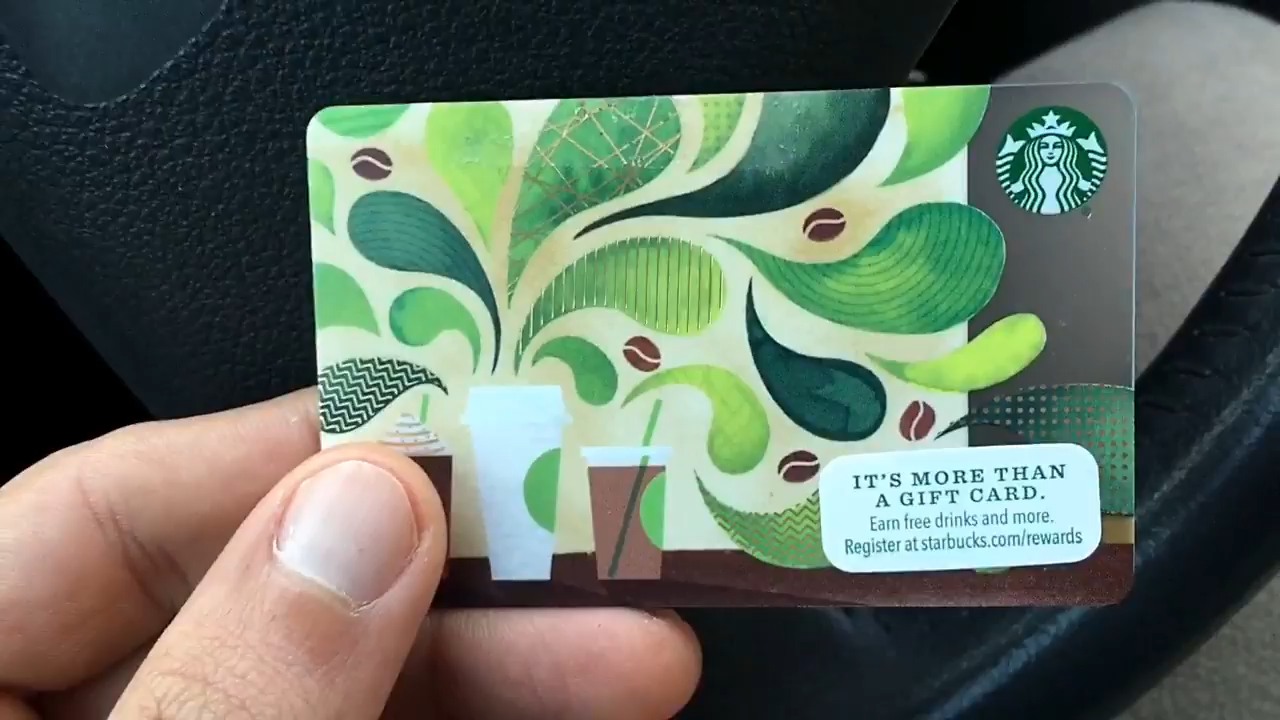 IT'S MORE THAN
A GIFT CARD.
Earn free drinks and more.
Register at starbucks.com/rewards